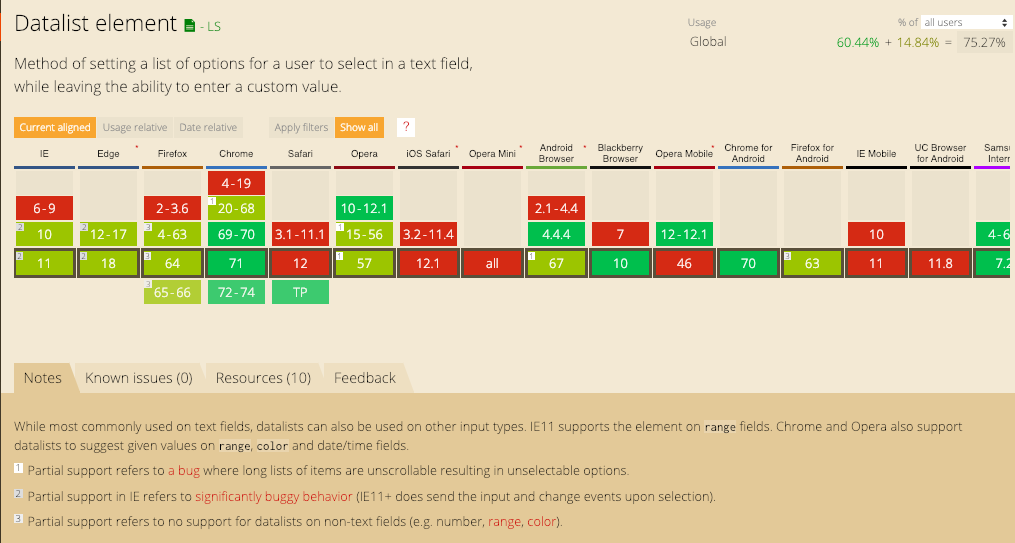 Datalist element - LS
Usage % of all users
Global 60.44% + 14.84% = 75.27%
Method of setting a list of options for a user to select in a text field,
while leaving the ability to enter a custom value.
Current aligned Usage relative Date relative Apply filters Show all ?
IE Edge * Firefox Chrome Safari Opera iOS Safari * Opera Mini * Android Browser * Blackberry Browser Opera Mobile * Chrome for Android Firefox for Android IE Mobile UC Browser for Android
4-19
6-9 2-3.6 1 20-68 10-12.1 2.1-4.4
2 10 2 12-17 3 4-63 69-70 3.1-11.1 1 15-56 3.2-11.4 4.4.4 7 12-12.1 10 4-6
2 11 2 18 3 64 71 12 1 57 12.1 all 1 67 10 46 70 3 63 11 11.8 7.2
3 65-66 72-74 TP
Notes Known issues (0) Resources (10) Feedback
While most commonly used on text fields, datalists can also be used on other input types. IE11 supports the element on range fields. Chrome and Opera also support
datalists to suggest given values on range, color and date/time fields.
1 Partial support refers to a bug where long lists of items are unscrollable resulting in unselectable options.
2 Partial support in IE refers to significantly buggy behavior (IE11+ does send the input and change events upon selection).
3 Partial support refers to no support for datalists on non-text fields (e.g. number, range, color).